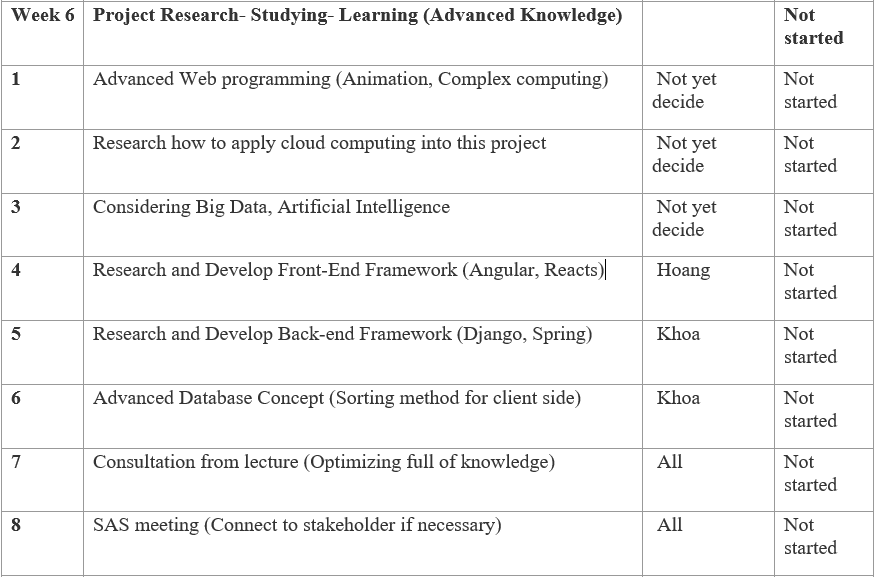 Week 6 Project Research- Studying- Learning (Advanced Knowledge) Not
started
1 Advanced Web programming (Animation, Complex computing) Not yet Not
decide started
2 Research how to apply cloud computing into this project Not yet Not
decide started
3 Considering Big Data, Artificial Intelligence Not yet Not
decide started
4 Research and Develop Front-End Framework (Angular, Reacts) Hoang Not
started
5 Research and Develop Back-end Framework (Django, Spring) Khoa Not
started
6 Advanced Database Concept (Sorting method for client side) Khoa Not
started
7 Consultation from lecture (Optimizing full of knowledge) All Not
started
8 SAS meeting (Connect to stakeholder if necessary) All Not
started